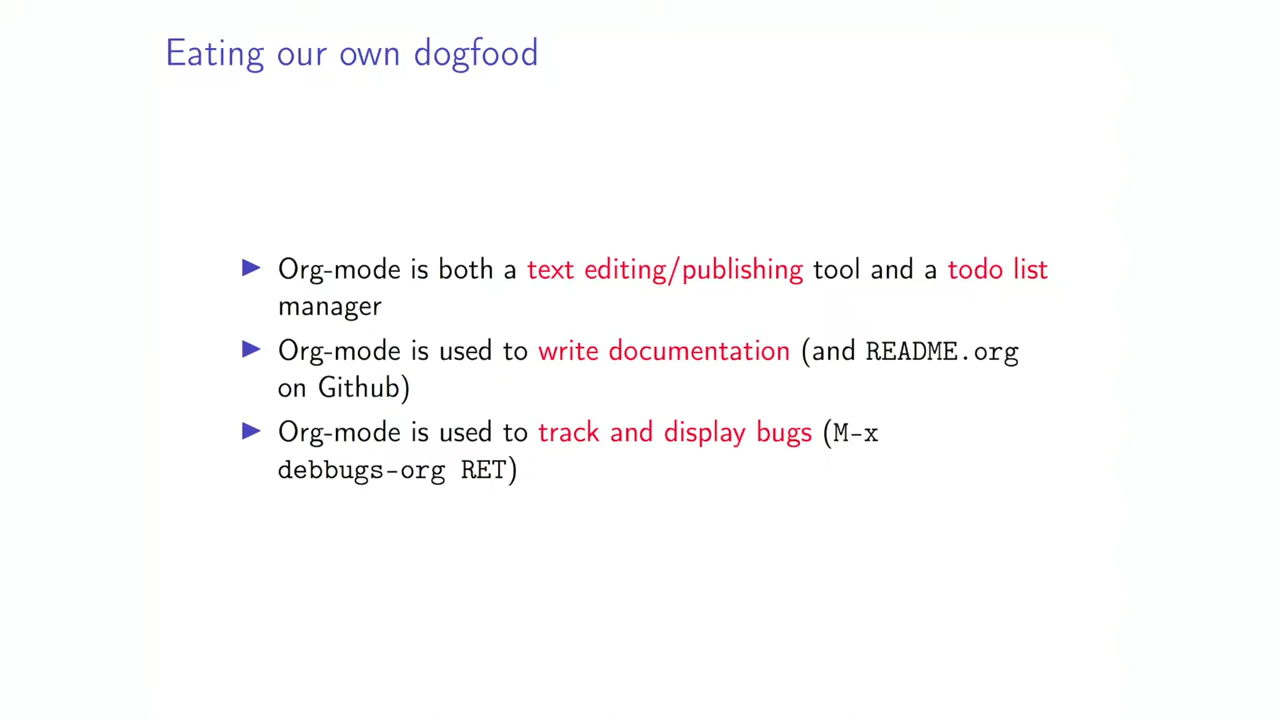 Eating our own dogfood
▶ Org-mode is both a text editing/publishing tool and a todo list
manager
▶ Org-mode is used to write documentation (and README.org
on Github)
▶ Org-mode is used to track and display bugs (M-x
debbugs-org RET)